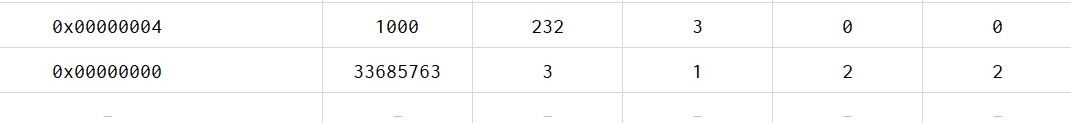 0x00000004 1000 232 3 0 0
0x00000000 33685763 3 1 2 2
– – – – – –